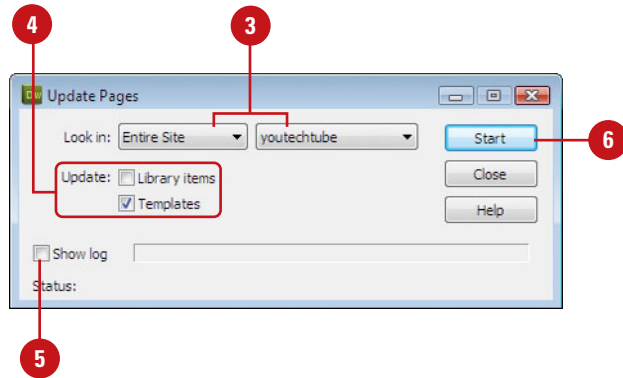 4
3
Dw Update Pages
Look in: Entire Site youtechtube Start
6
Update: Library items Close
Templates
Help
Show log
Status:
5